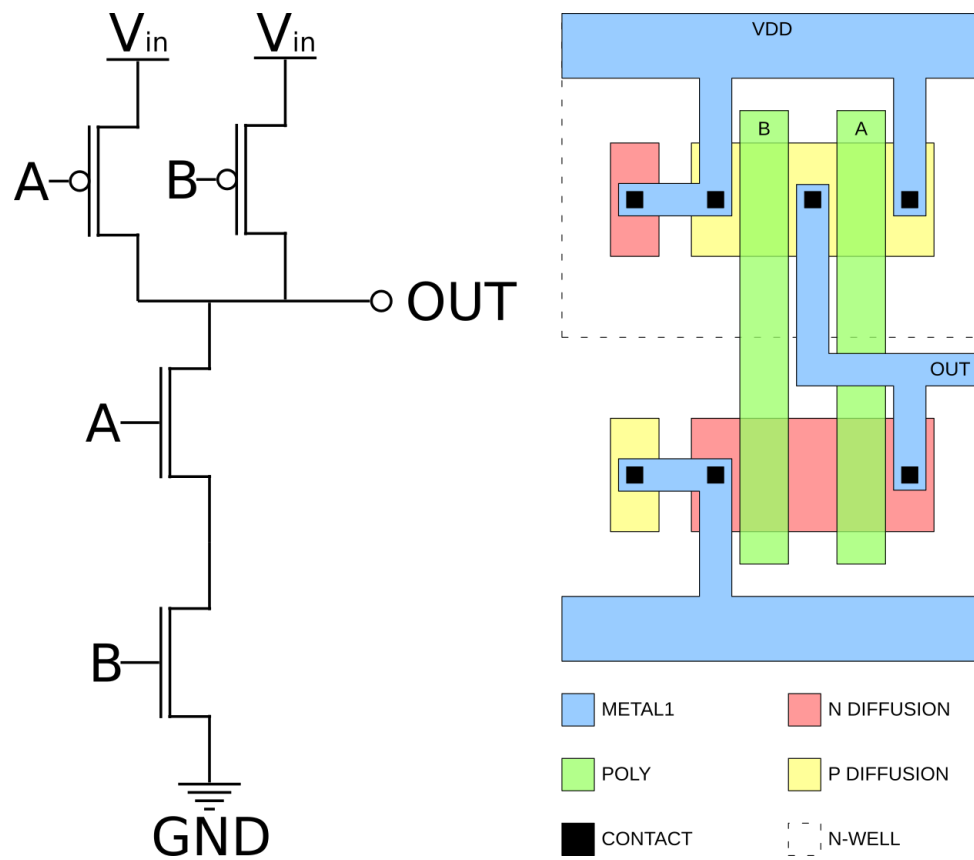 Vin
Vin
A
B
OUT
A
B
GND
VDD
B
A
OUT
METAL1
N DIFFUSION
POLY
P DIFFUSION
CONTACT
N-WELL